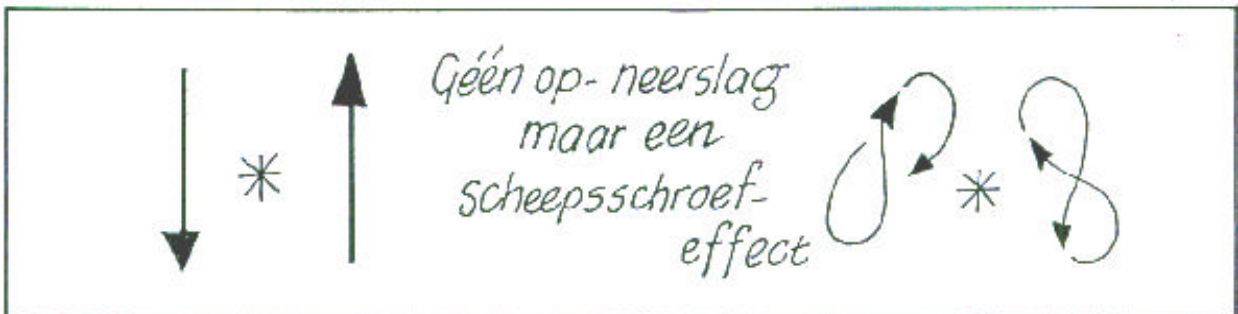 Géén op- neerslag
maar een
scheepsschroef-
effect